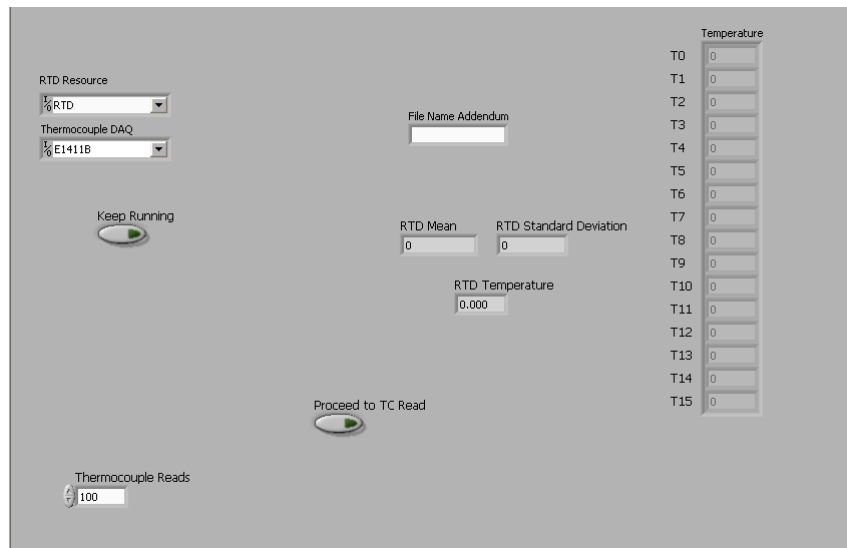 Temperature
T0 0
T1 0
T2 0
T3 0
T4 0
T5 0
T6 0
T7 0
T8 0
T9 0
T10 0
T11 0
T12 0
T13 0
T14 0
T15 0
RTD Resource
RTD
Thermocouple DAQ
E1411B
File Name Addendum
Keep Running
RTD Mean RTD Standard Deviation
0 0
RTD Temperature
0.000
Proceed to TC Read
Thermocouple Reads
100